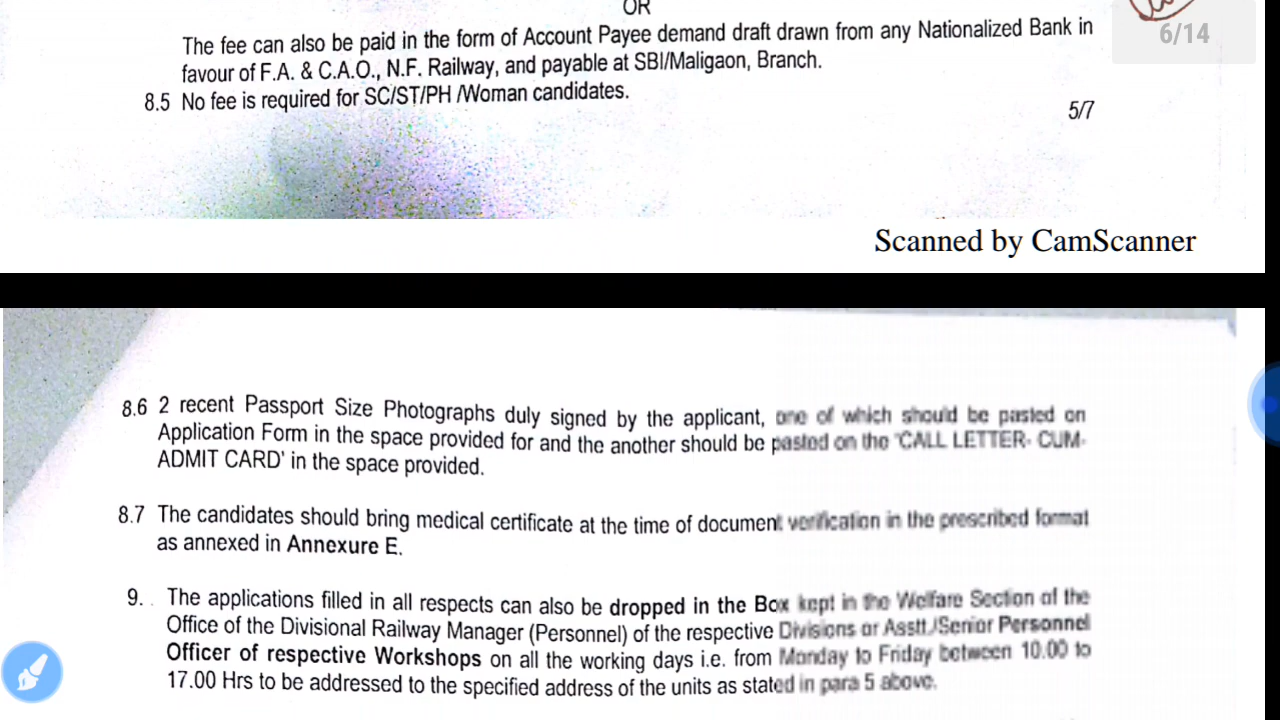 OR
6/14
The fee can also be paid in the form of Account Payee demand draft drawn from any Nationalized Bank in
favour of F.A. & C.A.O., N.F. Railway, and payable at SBI/Maligaon, Branch.
8.5 No fee is required for SC/ST/PH /Woman candidates.
5/7
Scanned by CamScanner
8.6 2 recent Passport Size Photographs duly signed by the applicant, one of which should be pasted on
Application Form in the space provided for and the another should be pasted on the 'CALL LETTER- CUM-
ADMIT CARD' in the space provided.
8.7 The candidates should bring medical certificate at the time of document verification in the prescribed format
as annexed in Annexure E.
9. The applications filled in all respects can also be dropped in the Box kept in the Welfare Section of the
Office of the Divisional Railway Manager (Personnel) of the respective Divisions or Asstt./Senior Personnel
Officer of respective Workshops on all the working days i.e. from Monday to Friday between 10.00 to
17.00 Hrs to be addressed to the specified address of the units as stated in para 5 above.